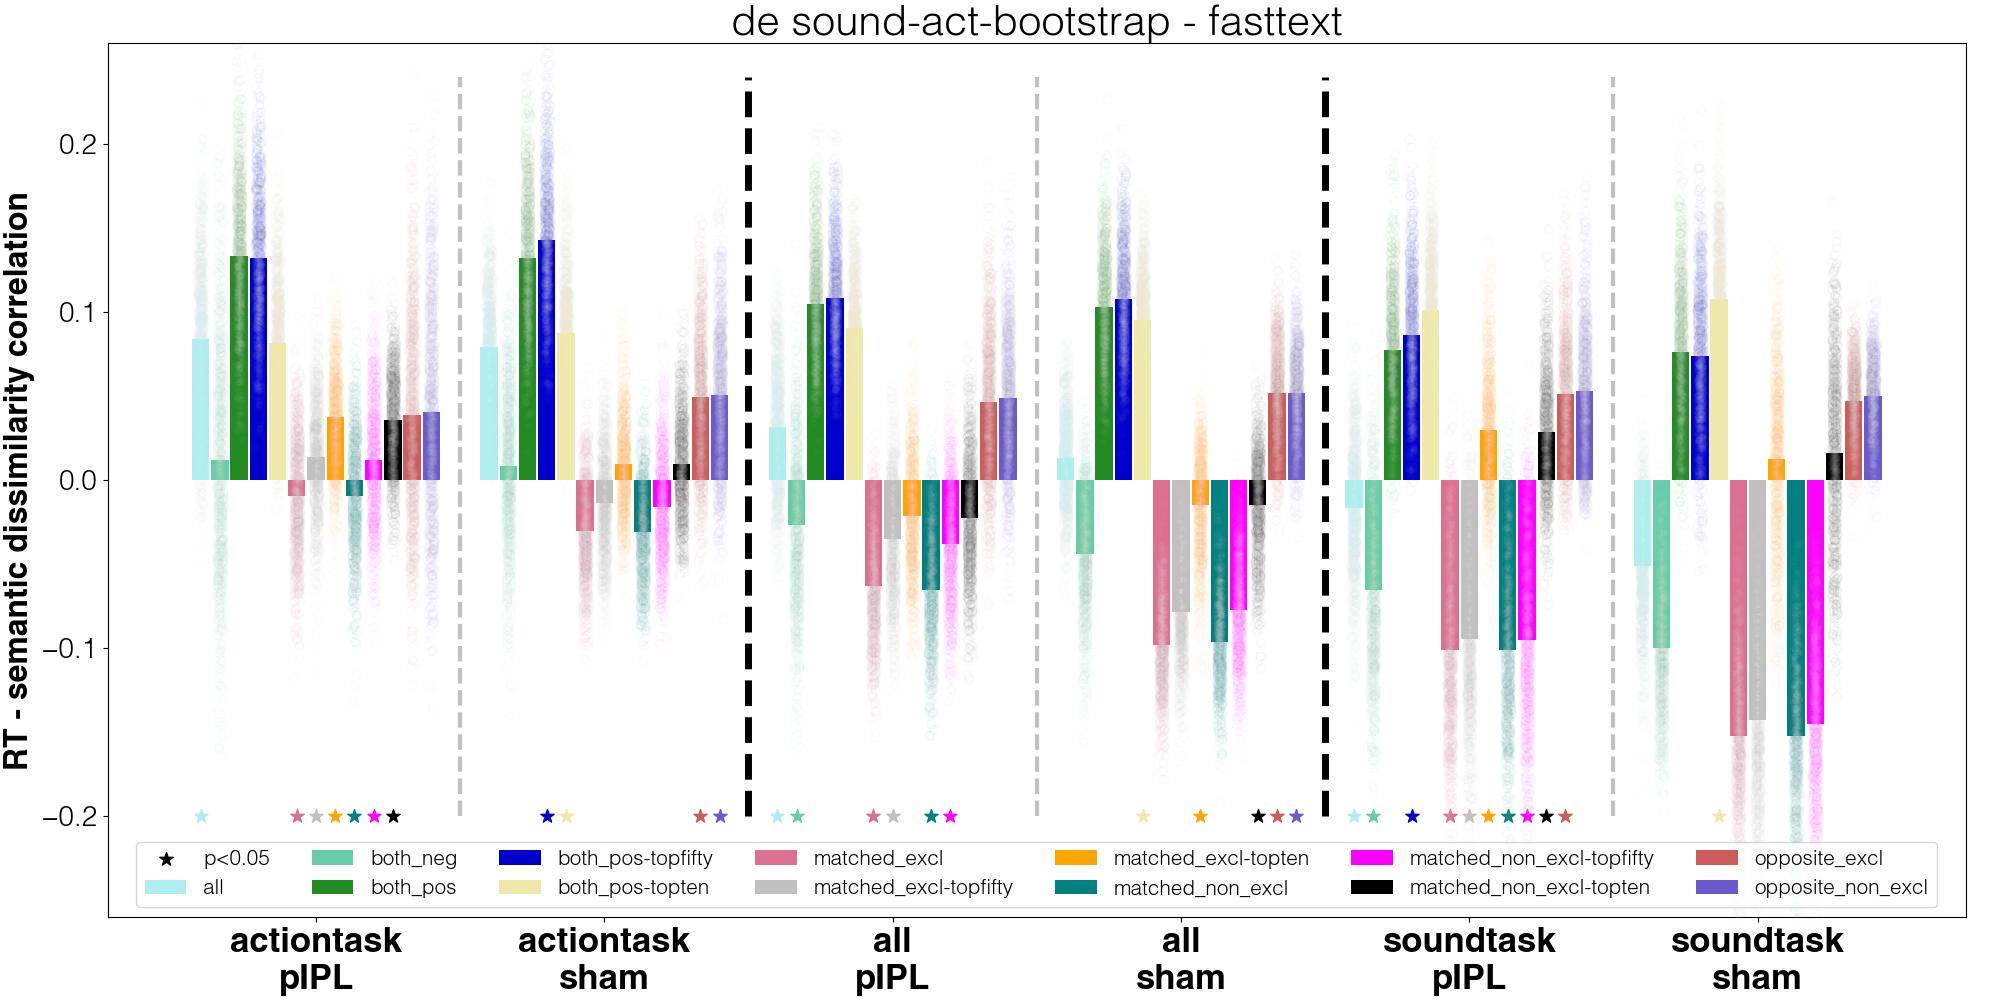 de sound-act-bootstrap - fasttext
RT - semantic dissimilarity correlation
0.2
0.1
0.0
−0.1
−0.2
p<0.05
all
both_neg
both_pos
both_pos-topfifty
both_pos-topten
matched_excl
matched_excl-topfifty
matched_excl-topten
matched_non_excl
matched_non_excl-topfifty
matched_non_excl-topten
opposite_excl
opposite_non_excl
actiontask
pIPL
actiontask
sham
all
pIPL
all
sham
soundtask
pIPL
soundtask
sham